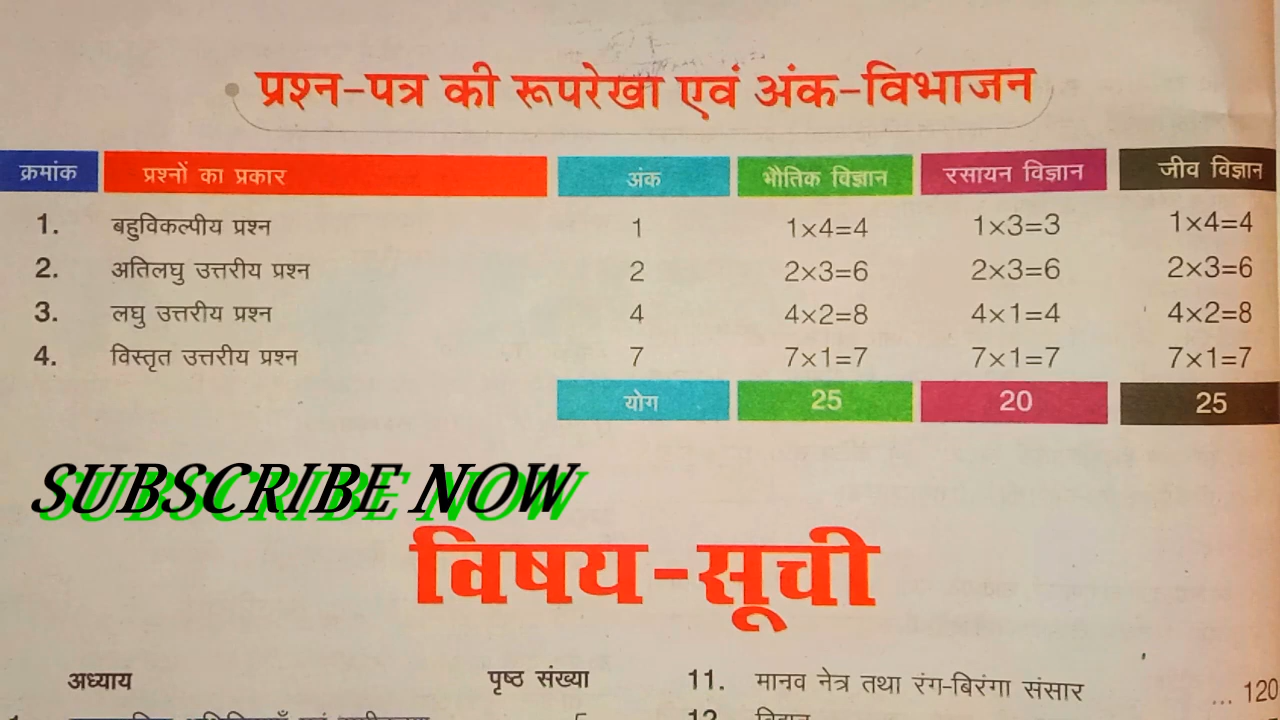 प्रश्न-पत्र की रूपरेखा एवं अंक-विभाजन
क्रमांक प्रश्नों का प्रकार अंक भौतिक विज्ञान रसायन विज्ञान जीव विज्ञान
1. बहुविकल्पीय प्रश्न 1 1×4=4 1×3=3 1×4=4
2. अतिलघु उत्तरीय प्रश्न 2 2×3=6 2×3=6 2×3=6
3. लघु उत्तरीय प्रश्न 4 4×2=8 4×1=4 4×2=8
4. विस्तृत उत्तरीय प्रश्न 7 7×1=7 7×1=7 7×1=7
योग 25 20 25
SUBSCRIBE NOW
विषय-सूची
अध्याय पृष्ठ संख्या
11. मानव नेत्र तथा रंग-बिरंगा संसार ... 120
12